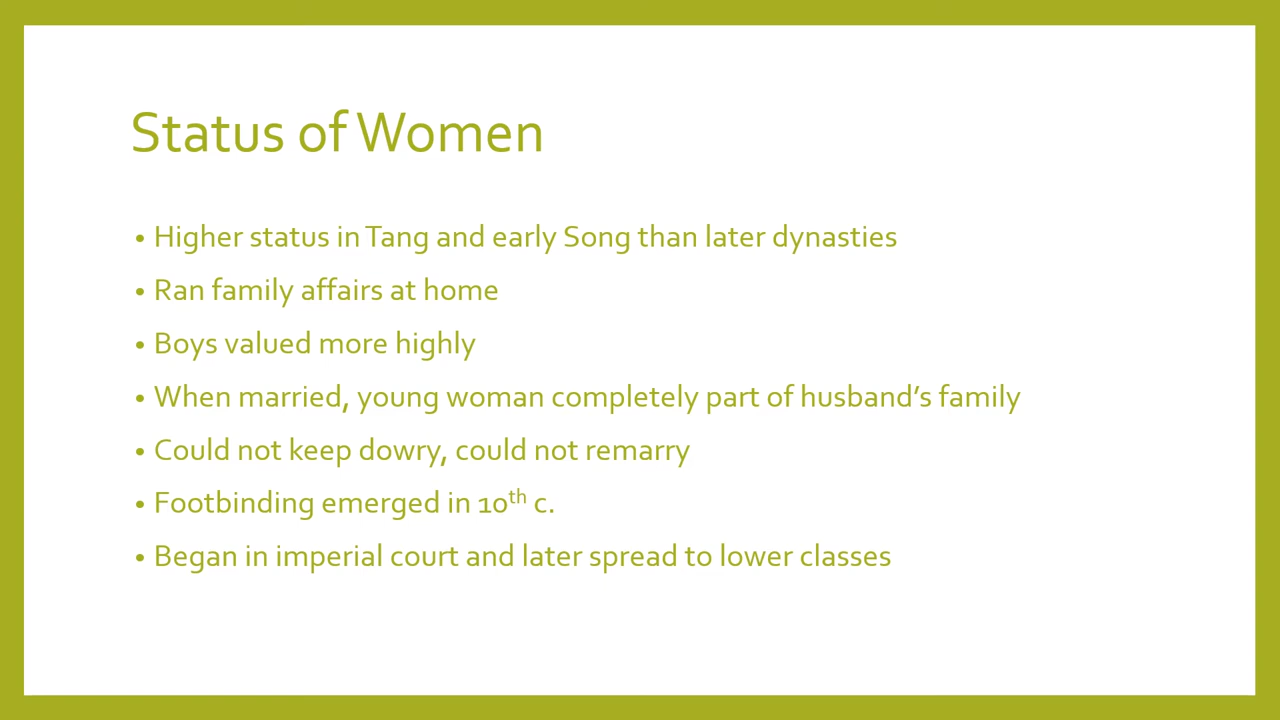 Status of Women
• Higher status in Tang and early Song than later dynasties
• Ran family affairs at home
• Boys valued more highly
• When married, young woman completely part of husband’s family
• Could not keep dowry, could not remarry
• Footbinding emerged in 10th c.
• Began in imperial court and later spread to lower classes